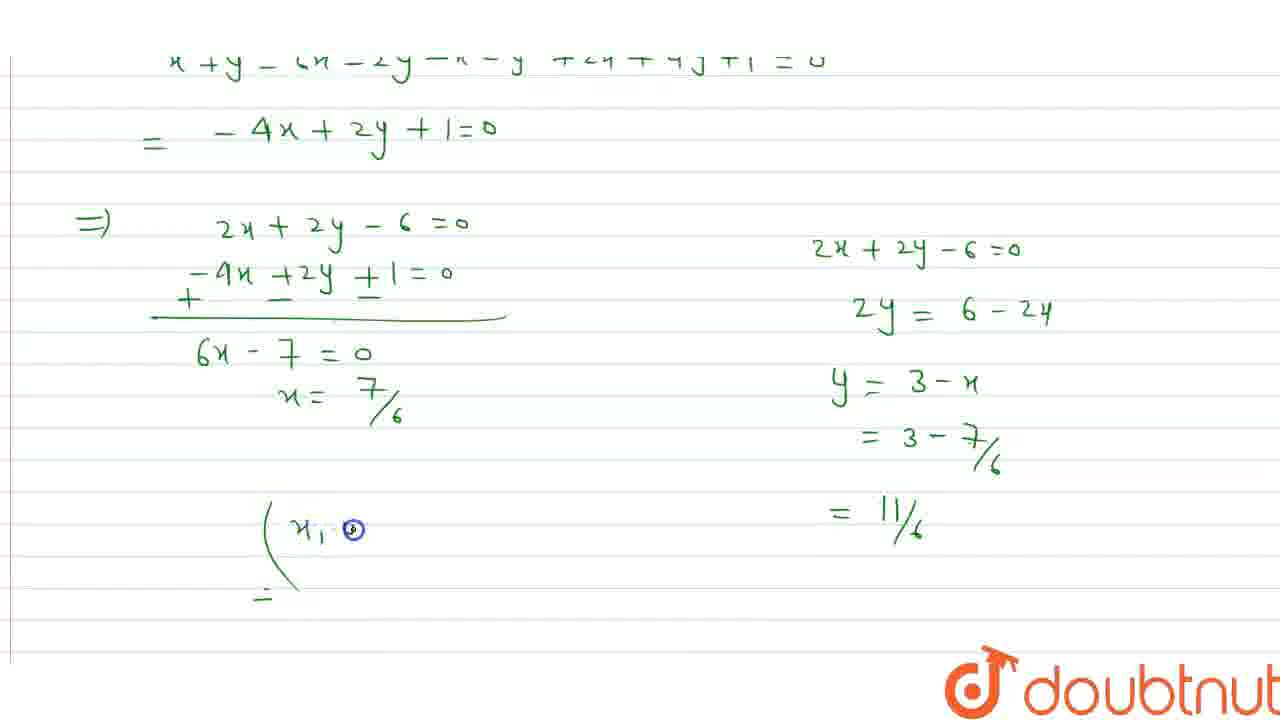 = - 4x + 2y + 1 = 0
=> 2x + 2y - 6 = 0
- 4x + 2y + 1 = 0
+ - -
6x - 7 = 0
x = 7/6
( x, 
=
2x + 2y - 6 = 0
2y = 6 - 2x
y = 3 - x
= 3 - 7/6
= 11/6
doubtnut